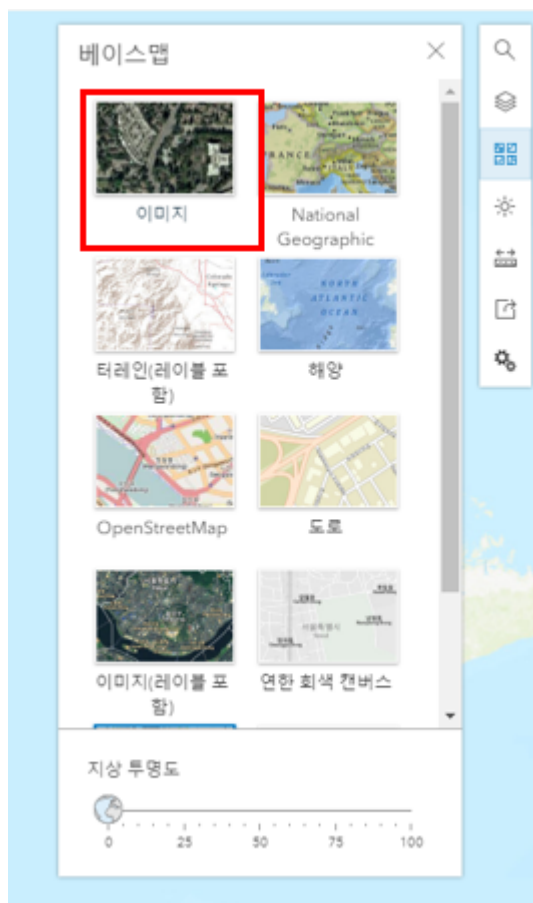 베이스맵
이미지
National
Geographic
터레인(레이블 포
함)
해양
OpenStreetMap
도로
이미지(레이블 포
함)
연한 회색 캔버스
지상 투명도
0 25 50 75 100